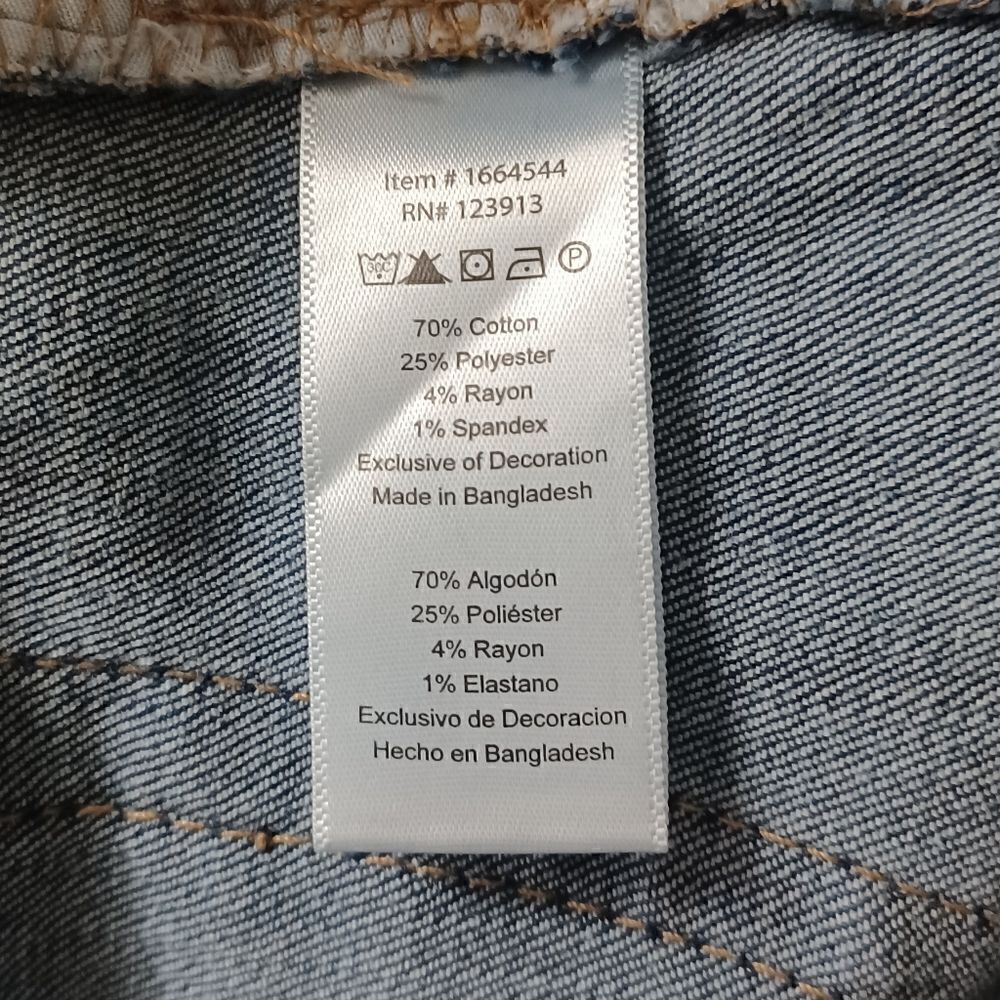 Item # 1664544
RN# 123913
30C P
70% Cotton
25% Polyester
4% Rayon
1% Spandex
Exclusive of Decoration
Made in Bangladesh
70% Algodón
25% Poliéster
4% Rayon
1% Elastano
Exclusivo de Decoracion
Hecho en Bangladesh